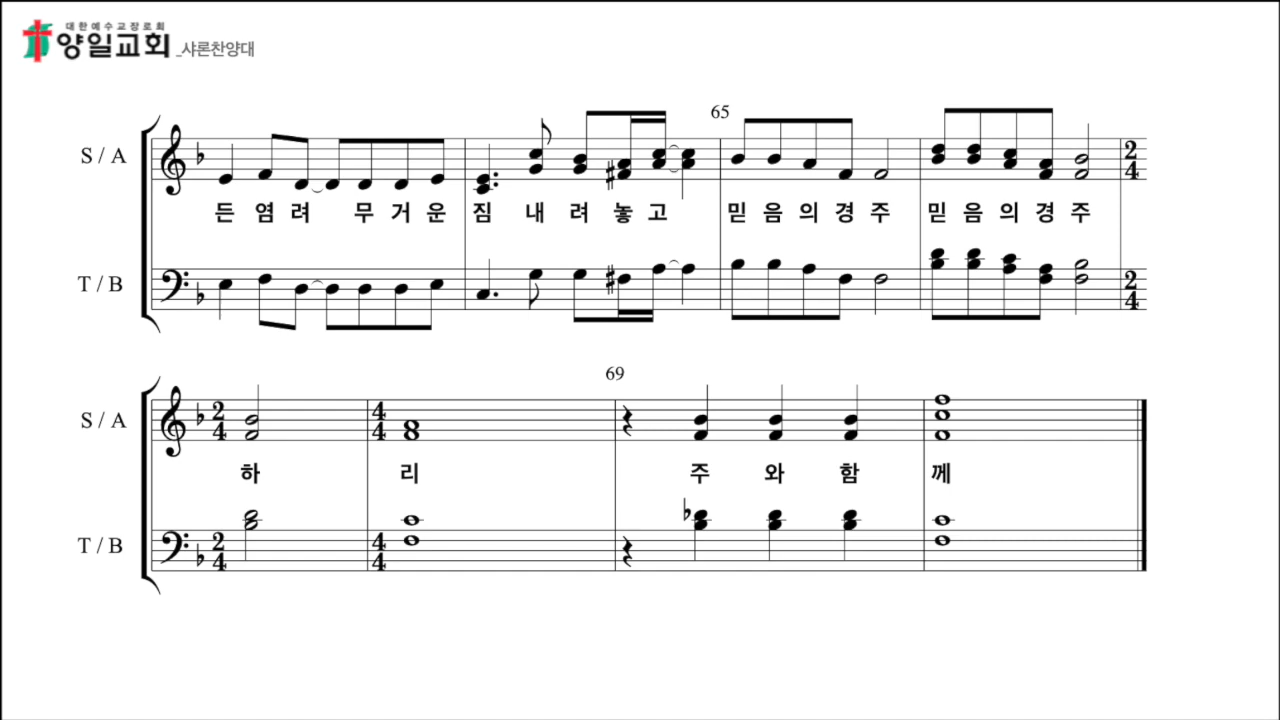 대한예수교장로회
양일교회_샤론찬양대
65
S / A
든 염 려 무 거 운 짐 내 려 놓 고 믿 음 의 경 주 믿 음 의 경 주
T / B
69
S / A
하 리 주 와 함 께
T / B